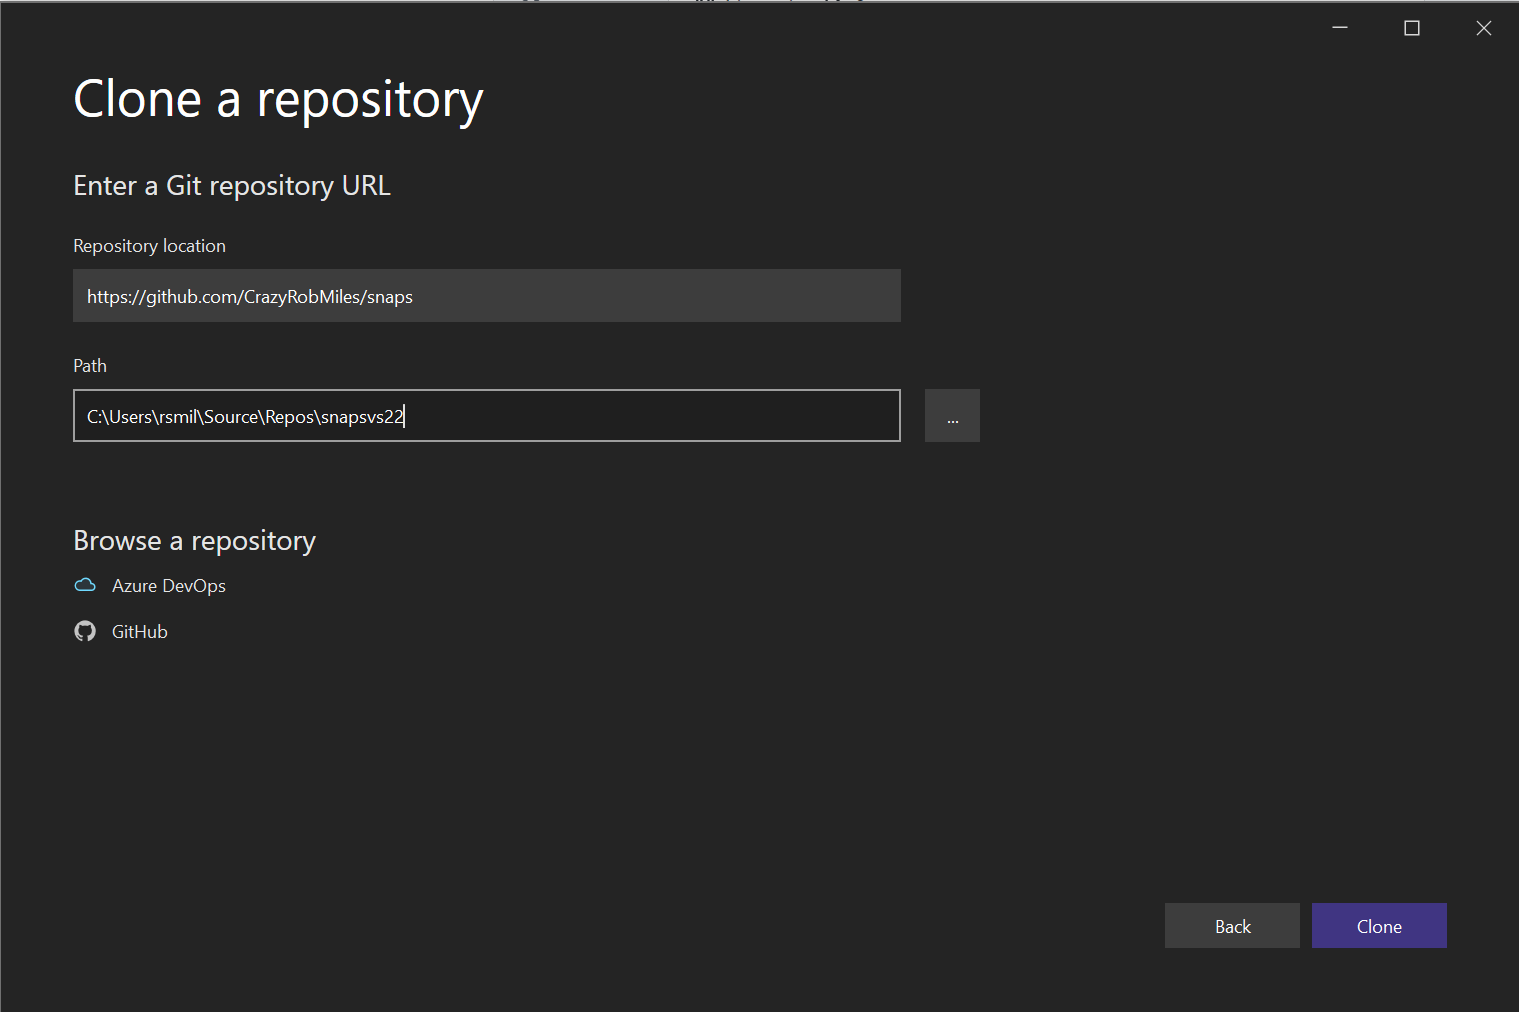 Clone a repository
Enter a Git repository URL
Repository location
https://github.com/CrazyRobMiles/snaps
Path
C:\Users\rsmil\Source\Repos\snapsvs22
...
Browse a repository
Azure DevOps
GitHub
Back
Clone